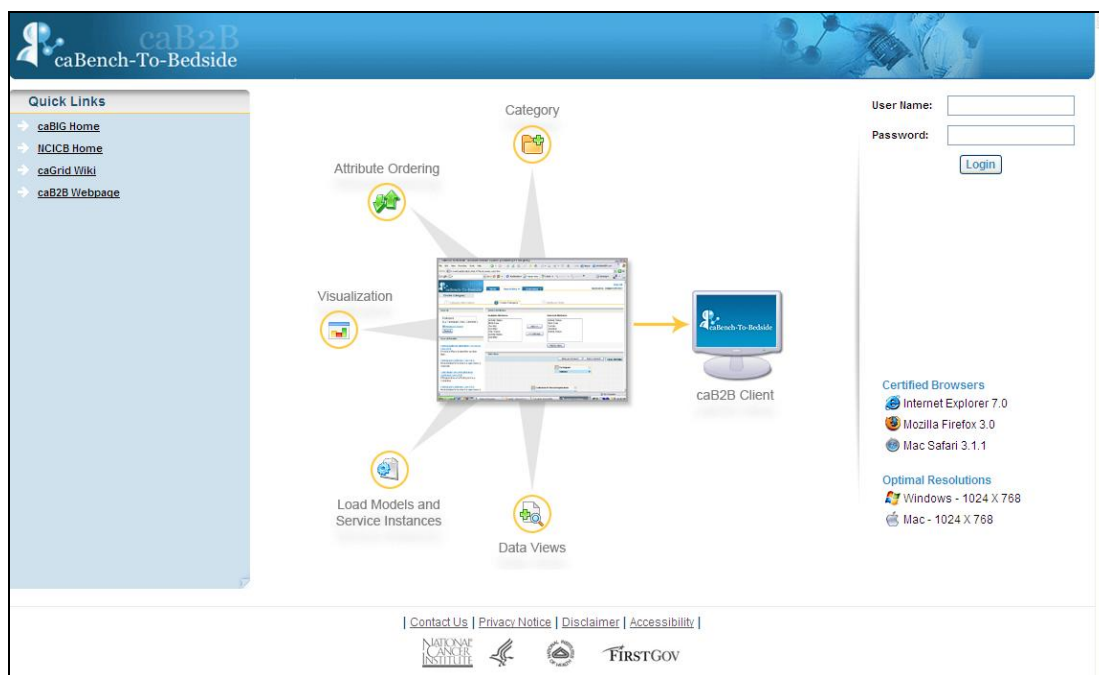 caB2B
caBench-To-Bedside
Quick Links
caBIG Home
NCICB Home
caGrid Wiki
caB2B Webpage
Category
Attribute Ordering
Visualization
Load Models and
Service Instances
Data Views
caBench-To-Bedside
caB2B Client
User Name:
Password:
Login
Certified Browsers
Internet Explorer 7.0
Mozilla Firefox 3.0
Mac Safari 3.1.1
Optimal Resolutions
Windows - 1024 X 768
Mac - 1024 X 768
| Contact Us | Privacy Notice | Disclaimer | Accessibility |
NATIONAL
CANCER
INSTITUTE
FIRSTGOV